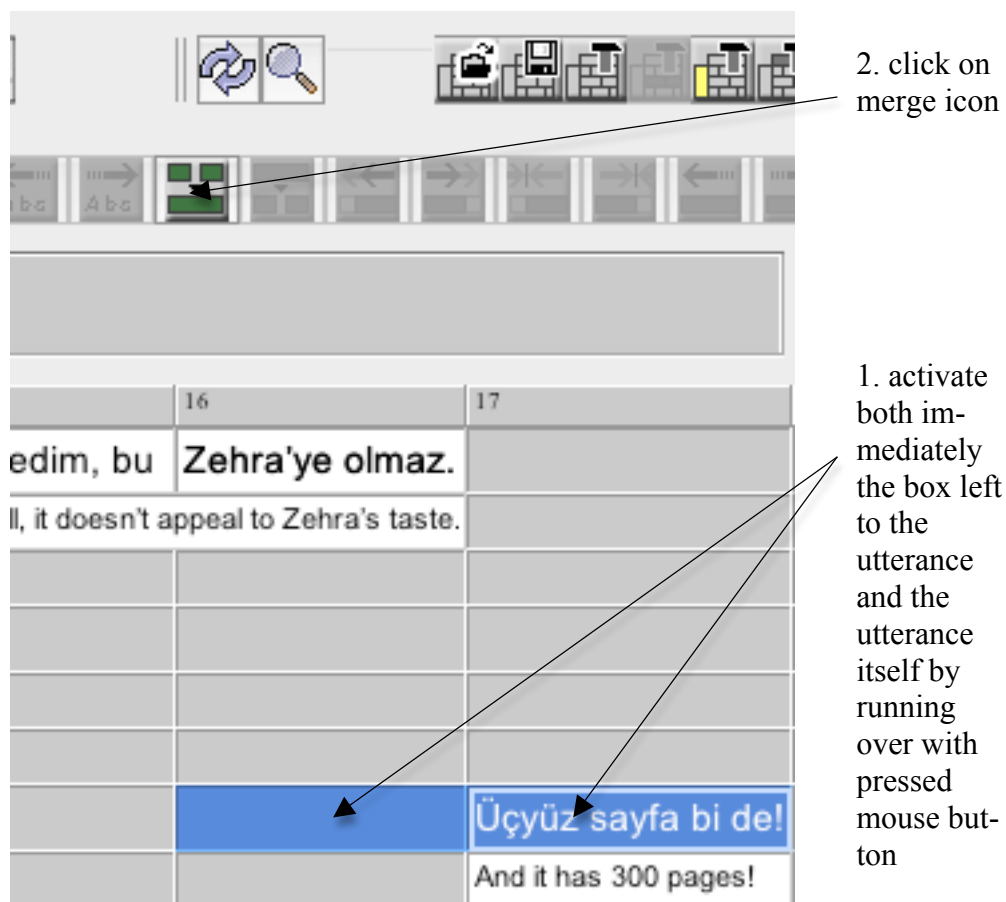 2. click on
merge icon
Abc
16
17
edim, bu
Zehra'ye olmaz.
ll, it doesn't appeal to Zehra's taste.
1. activate
both im-
mediately
the box left
to the
utterance
and the
utterance
itself by
running
over with
pressed
mouse but-
ton
Üçyüz sayfa bi de!
And it has 300 pages!